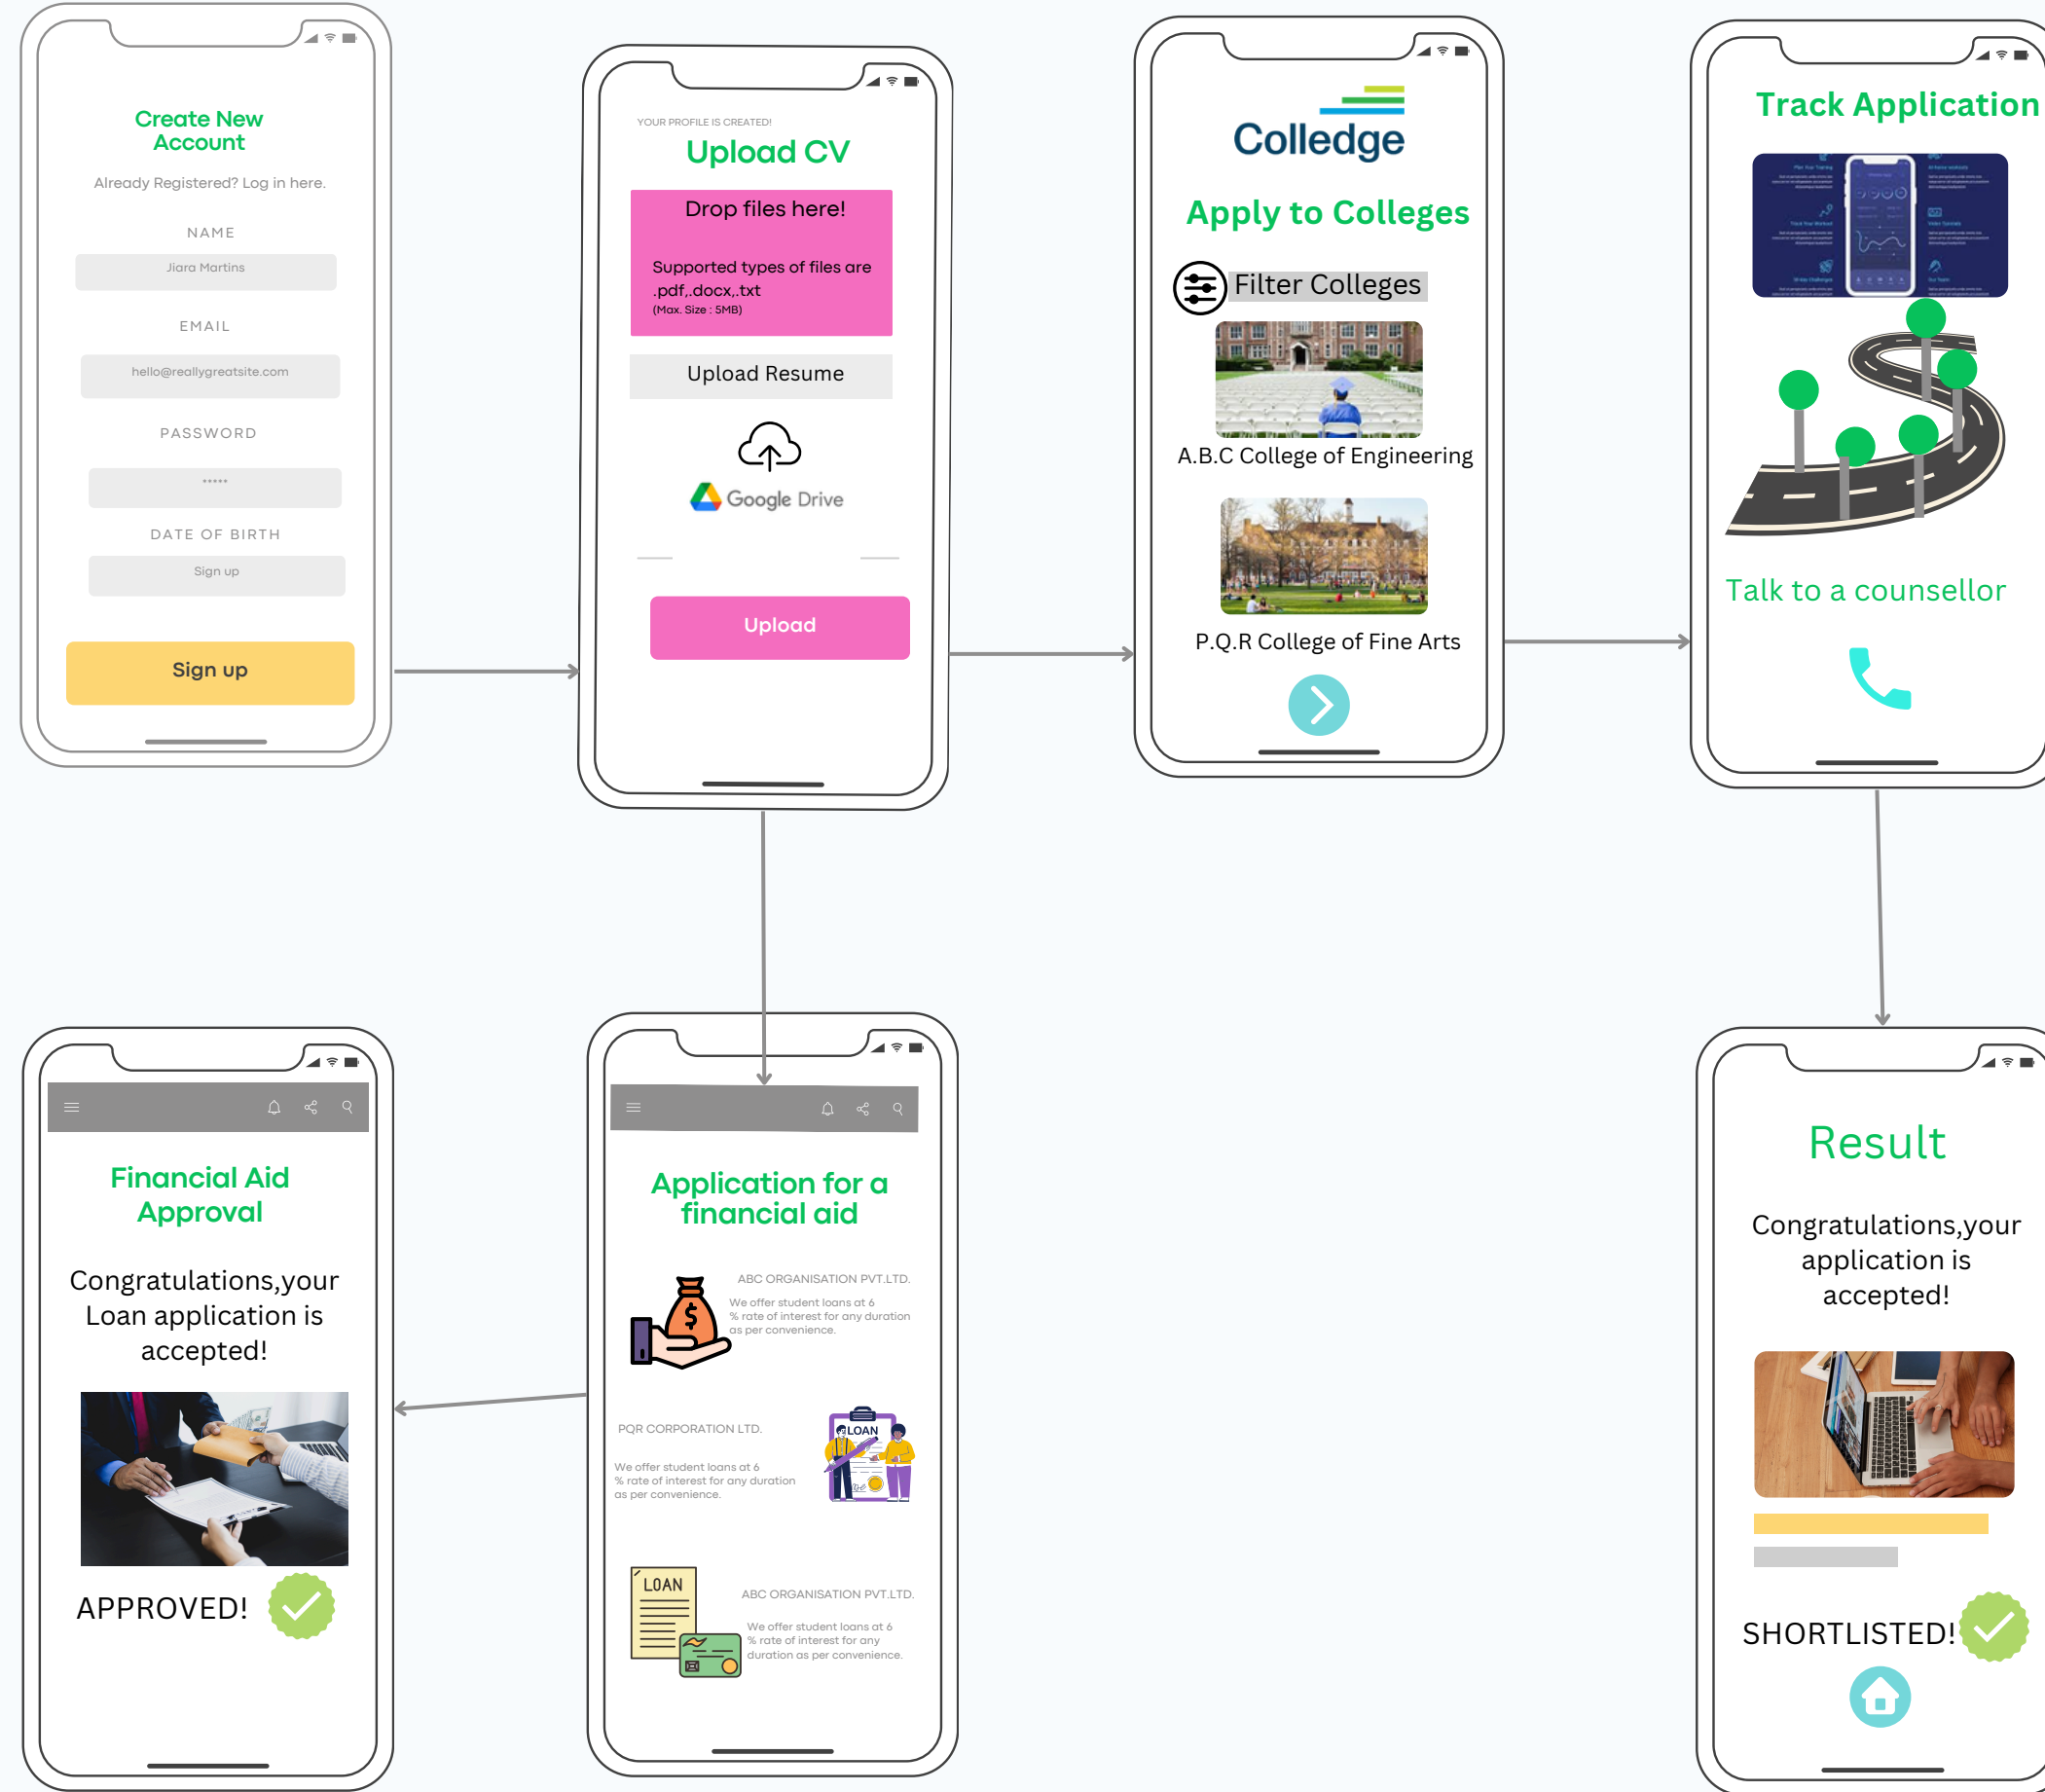 Create New
Account
Already Registered? Log in here.
NAME
Jiara Martins
EMAIL
hello@reallygreatsite.com
PASSWORD
*****
DATE OF BIRTH
Sign up
Sign up
YOUR PROFILE IS CREATED!
Upload CV
Drop files here!
Supported types of files are
.pdf,.docx,.txt
(Max. Size : 5MB)
Upload Resume
Google Drive
Upload
Colledge
Apply to Colleges
Filter Colleges
A.B.C College of Engineering
P.Q.R College of Fine Arts
Track Application
Talk to a counsellor
Financial Aid
Approval
Congratulations,your
Loan application is
accepted!
APPROVED!
Application for a
financial aid
ABC ORGANISATION PVT.LTD.
We offer student loans at 6
% rate of interest for any duration
as per convenience.
PQR CORPORATION LTD.
LOAN
We offer student loans at 6
% rate of interest for any duration
as per convenience.
LOAN
ABC ORGANISATION PVT.LTD.
We offer student loans at 6
% rate of interest for any
duration as per convenience.
Result
Congratulations,your
application is
accepted!
SHORTLISTED!